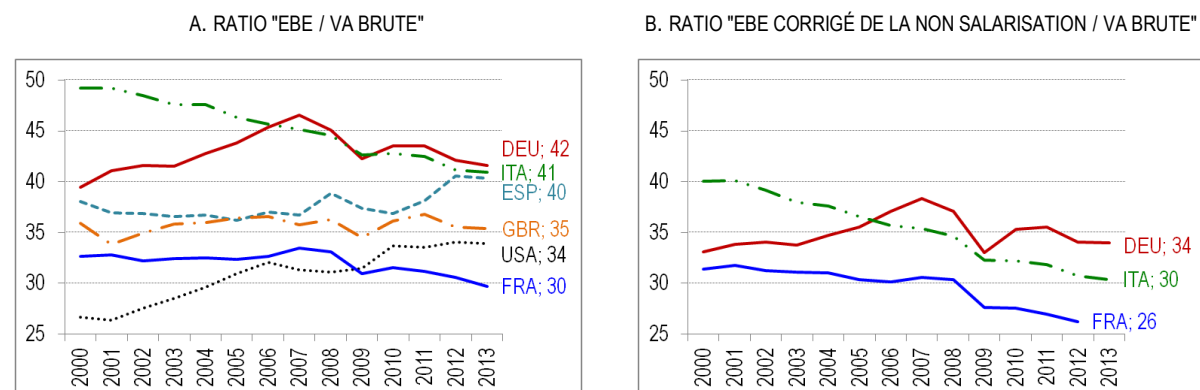 A. RATIO "EBE / VA BRUTE"
50
45
40
35
30
25
2000 2001 2002 2003 2004 2005 2006 2007 2008 2009 2010 2011 2012 2013
DEU; 42
ITA; 41
ESP; 40
GBR; 35
USA; 34
FRA; 30
B. RATIO "EBE CORRIGÉ DE LA NON SALARISATION / VA BRUTE"
50
45
40
35
30
25
2000 2001 2002 2003 2004 2005 2006 2007 2008 2009 2010 2011 2012 2013
DEU; 34
ITA; 30
FRA; 26